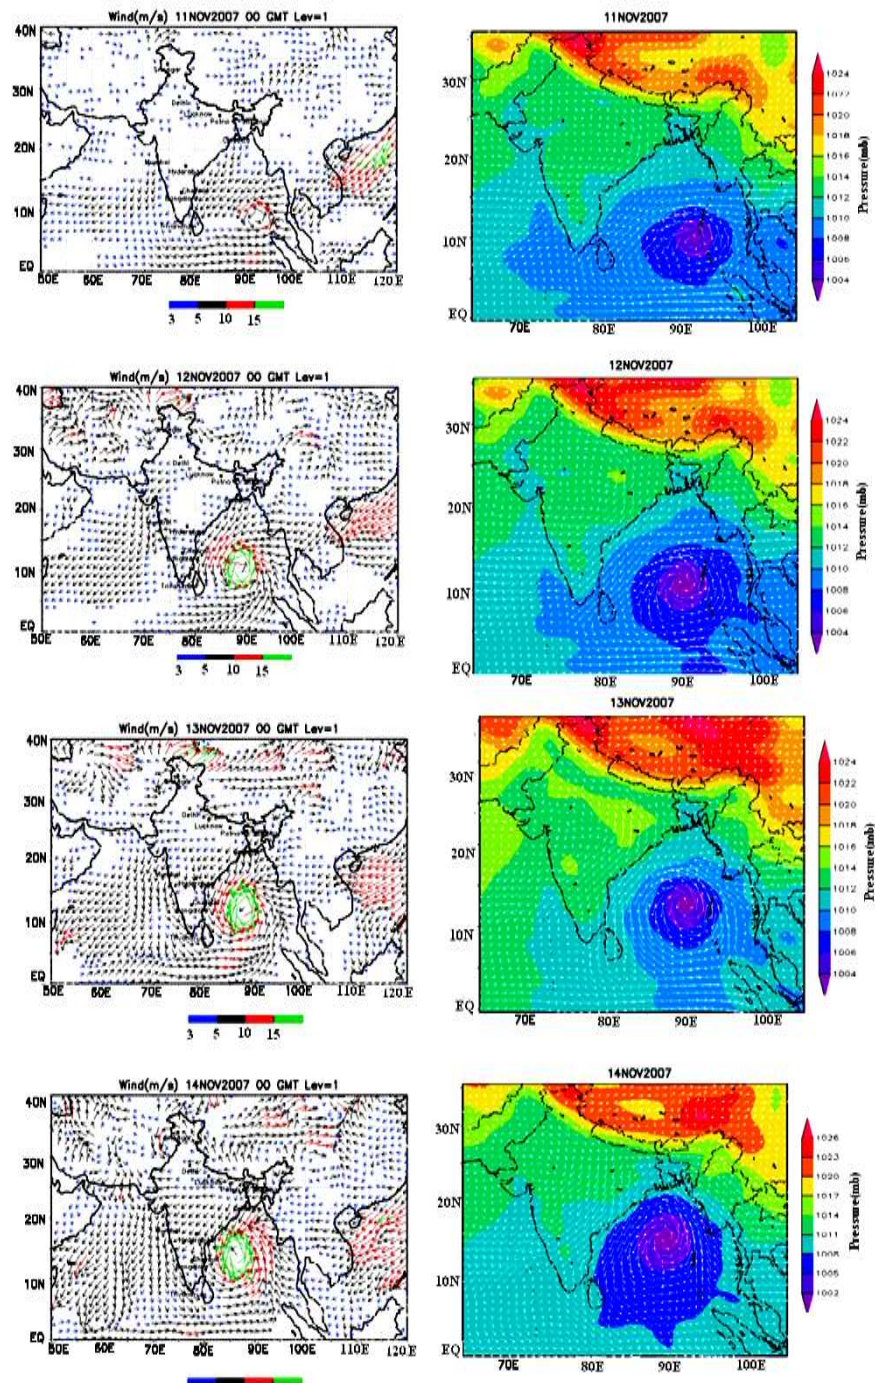 Wind(m/s) 11NOV2007 00 GMT Lev=1
40N
30N
20N
10N
EQ
50E 60E 70E 80E 90E 100E 110E 120E
Delhi
Lucknow
Hyderabad
3 5 10 15
11NOV2007
30N
20N
10N
EQ
70E 80E 90E 100E
1024
1022
1020
1018
1016
1014
1012
1010
1008
1006
1004
Pressure(mb)
Wind(m/s) 12NOV2007 00 GMT Lev=1
40N
30N
20N
10N
EQ
50E 60E 70E 80E 90E 100E 110E 120E
Delhi
Lucknow
3 5 10 15
12NOV2007
30N
20N
10N
EQ
70E 80E 90E 100E
1024
1022
1020
1018
1016
1014
1012
1010
1008
1006
1004
Pressure(mb)
Wind(m/s) 13NOV2007 00 GMT Lev=1
40N
30N
20N
10N
EQ
50E 60E 70E 80E 90E 100E 110E 120E
Delhi
Lucknow
3 5 10 15
13NOV2007
30N
20N
10N
EQ
70E 80E 90E 100E
1024
1022
1020
1018
1016
1014
1012
1010
1008
1006
1004
Pressure(mb)
Wind(m/s) 14NOV2007 00 GMT Lev=1
40N
30N
20N
10N
EQ
50E 60E 70E 80E 90E 100E 110E 120E
14NOV2007
30N
20N
10N
EQ
70E 80E 90E 100E
1026
1023
1020
1017
1014
1011
1008
1005
1002
Pressure(mb)